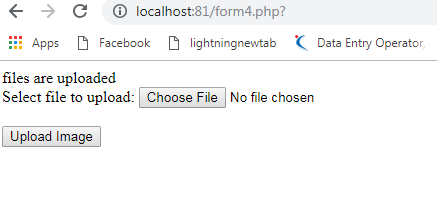 localhost:81/form4.php?
Apps Facebook lightningnewtab Data Entry Operator,
files are uploaded
Select file to upload: Choose File No file chosen
Upload Image